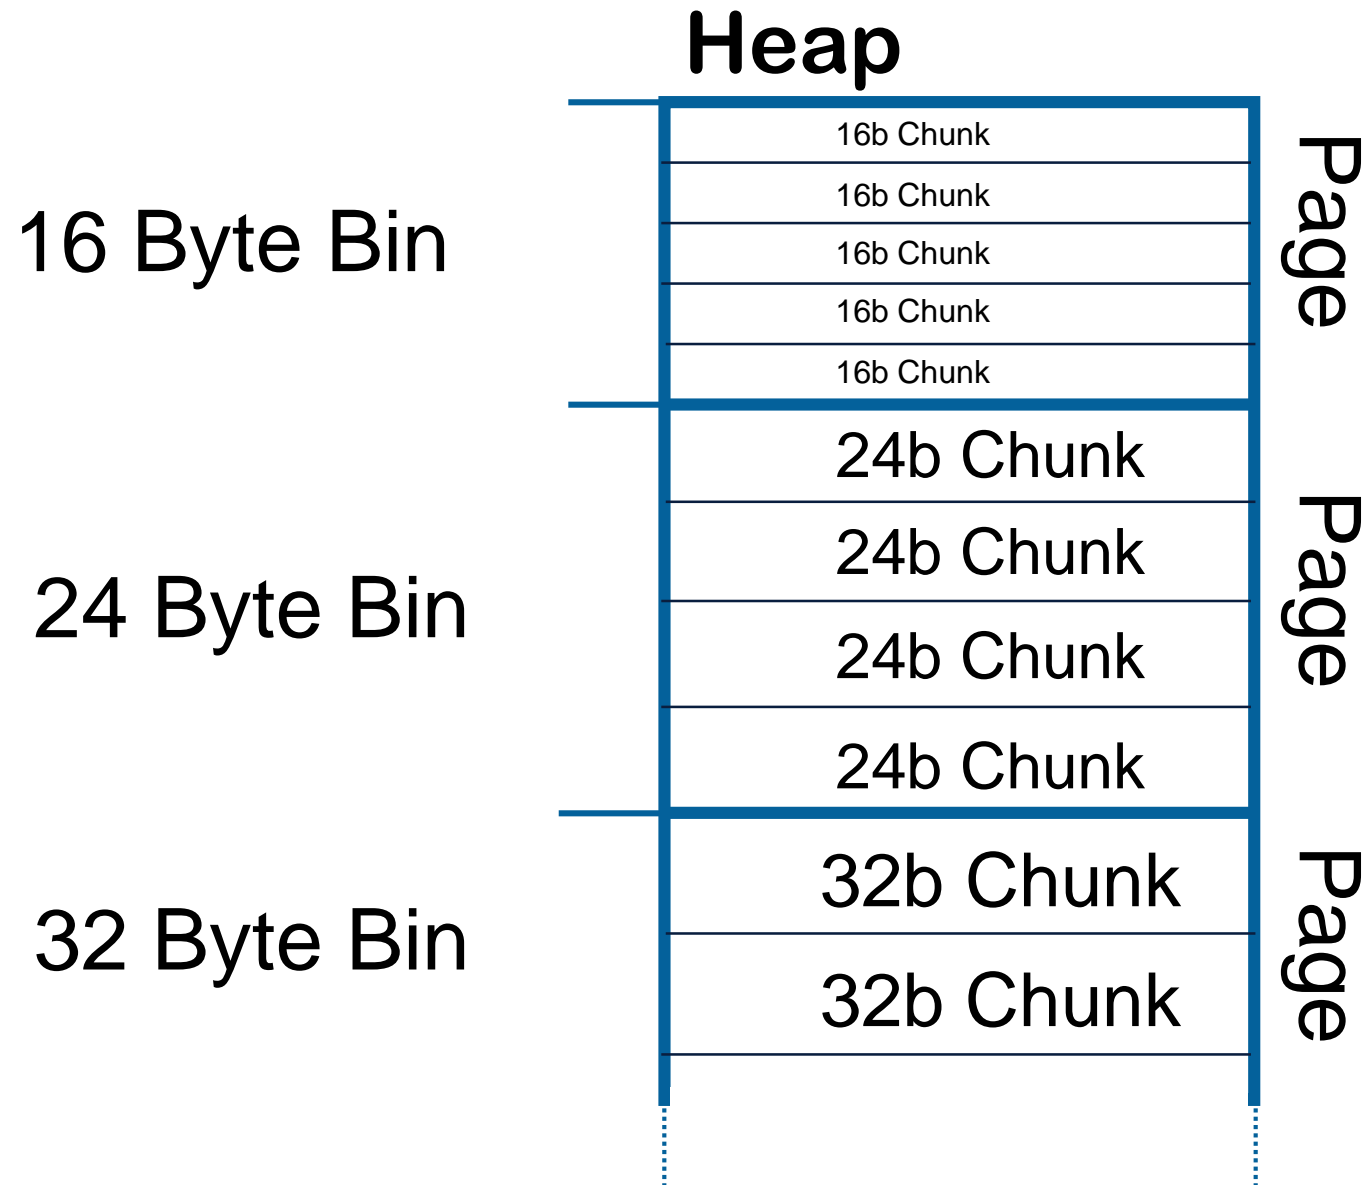 Heap
16 Byte Bin
16b Chunk
16b Chunk
16b Chunk
16b Chunk
16b Chunk
Page
24 Byte Bin
24b Chunk
24b Chunk
24b Chunk
24b Chunk
Page
32 Byte Bin
32b Chunk
32b Chunk
Page